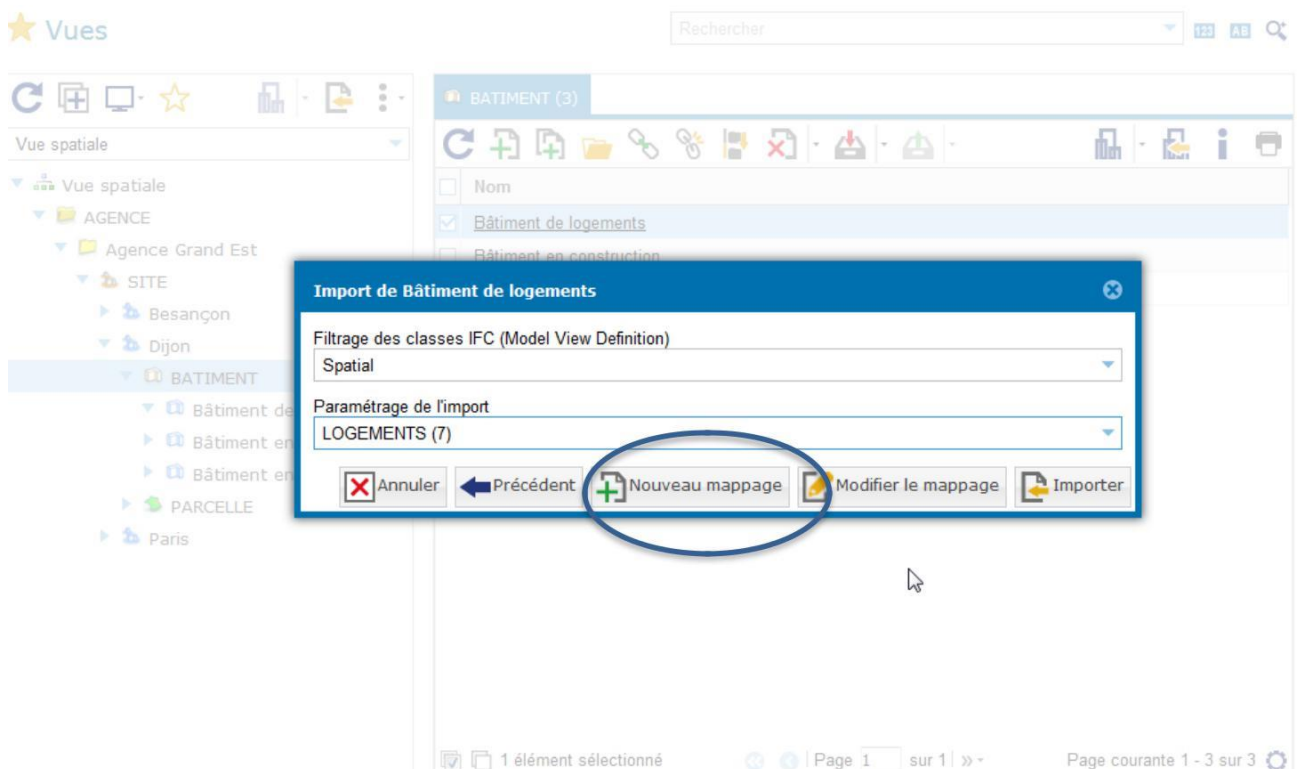 Vues
Rechercher
123 AB
Vue spatiale
Vue spatiale
AGENCE
Agence Grand Est
SITE
Besançon
Dijon
BATIMENT
Bâtiment de
Bâtiment en
Bâtiment en
PARCELLE
Paris
BATIMENT (3)
Nom
Bâtiment de logements
Bâtiment en construction
Import de Bâtiment de logements
Filtrage des classes IFC (Model View Definition)
Spatial
Paramétrage de l'import
LOGEMENTS (7)
Annuler Précédent Nouveau mappage Modifier le mappage Importer
1 élément sélectionné Page 1 sur 1 Page courante 1 - 3 sur 3